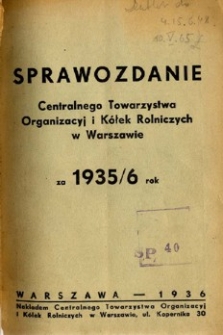 SPRAWOZDANIE
Centralnego Towarzystwa
Organizacyj i Kółek Rolniczych
w Warszawie
za 1935/6 rok
SP 40
WARSZAWA — 1936
Nakładem Centralnego Towarzystwa Organizacyj
i Kółek Rolniczych w Warszawie, ul. Kopernika 30